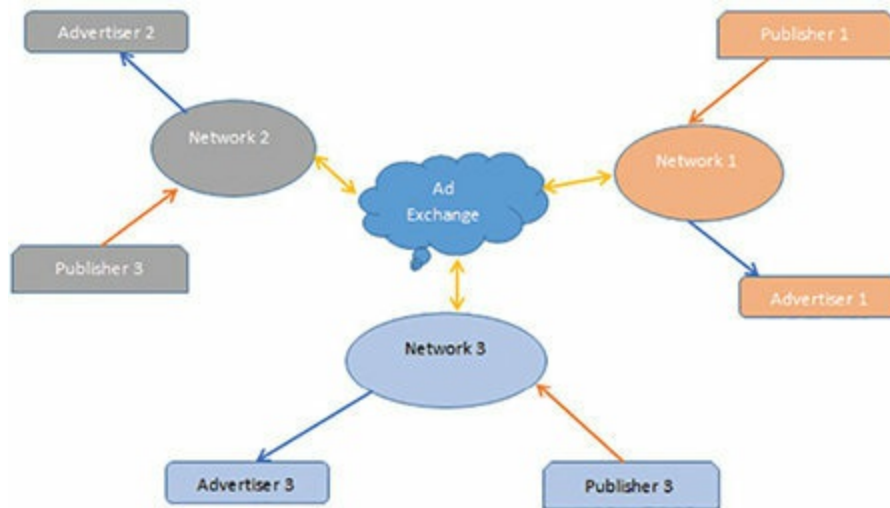 Advertiser 2
Publisher 1
Network 2
Network 1
Ad
Exchange
Publisher 3
Advertiser 1
Network 3
Advertiser 3
Publisher 3